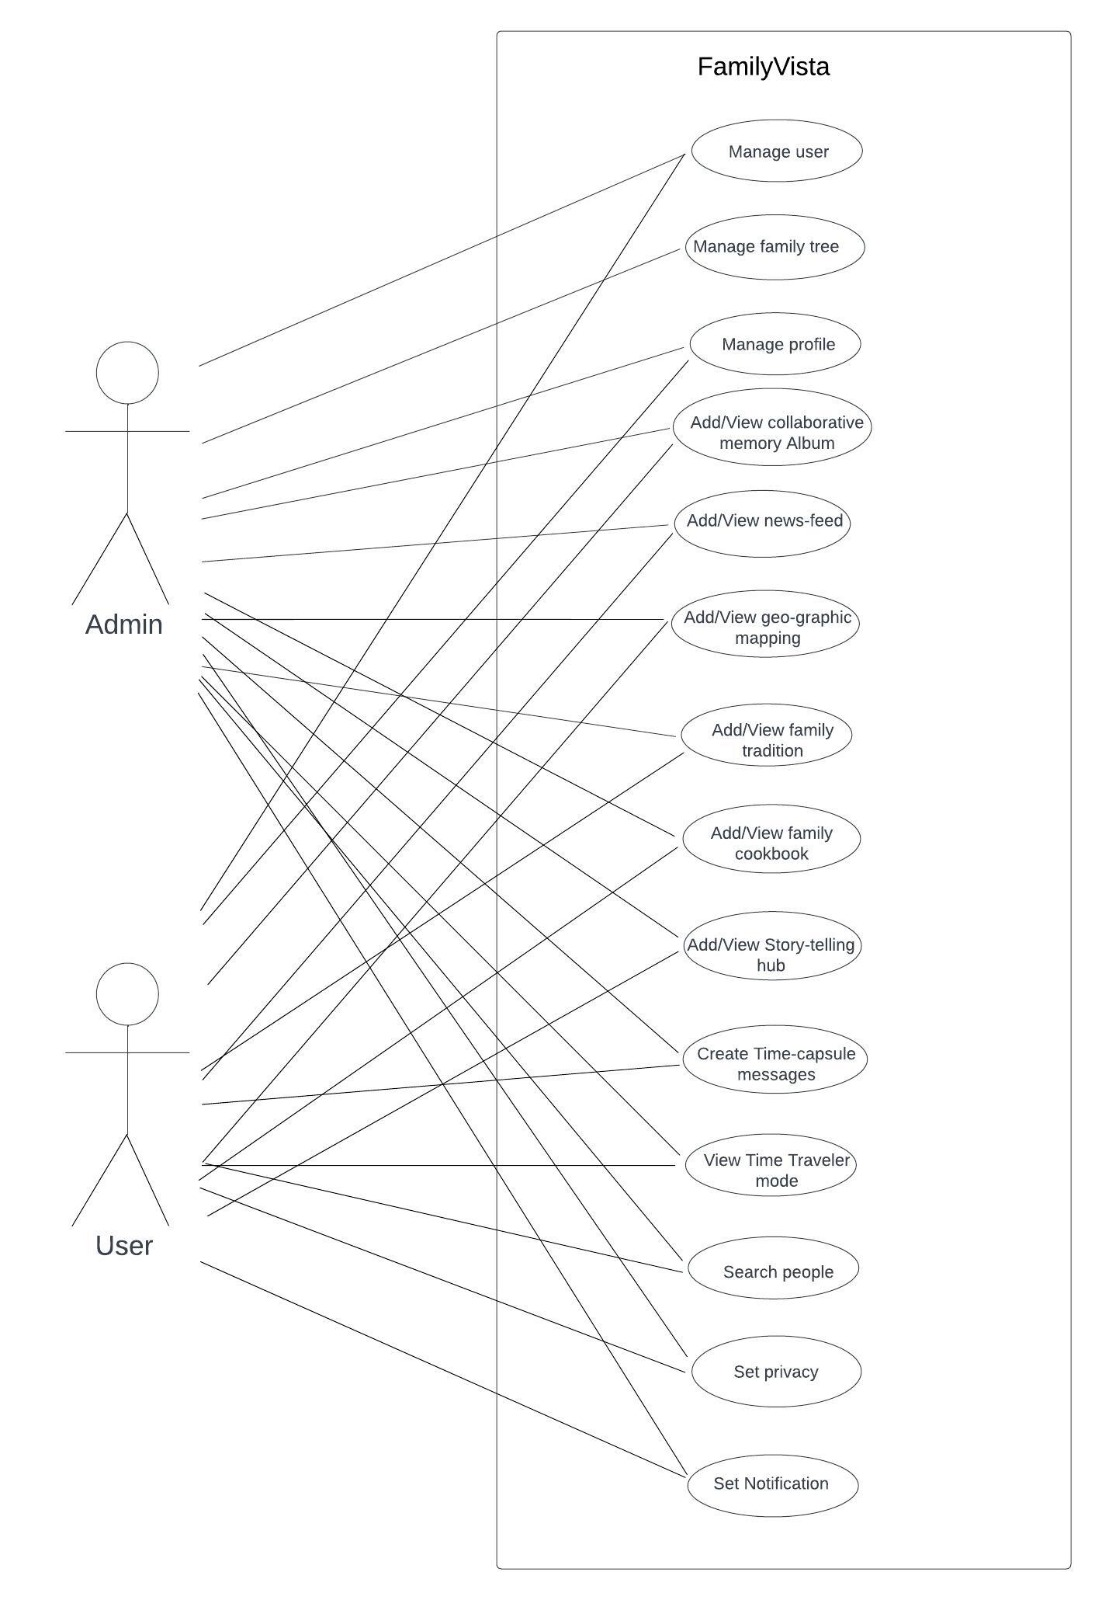 FamilyVista
Manage user
Manage family tree
Manage profile
Add/View collaborative
memory Album
Add/View news-feed
Add/View geo-graphic
mapping
Admin
Add/View family
tradition
Add/View family
cookbook
Add/View Story-telling
hub
Create Time-capsule
messages
View Time Traveler
mode
User
Search people
Set privacy
Set Notification